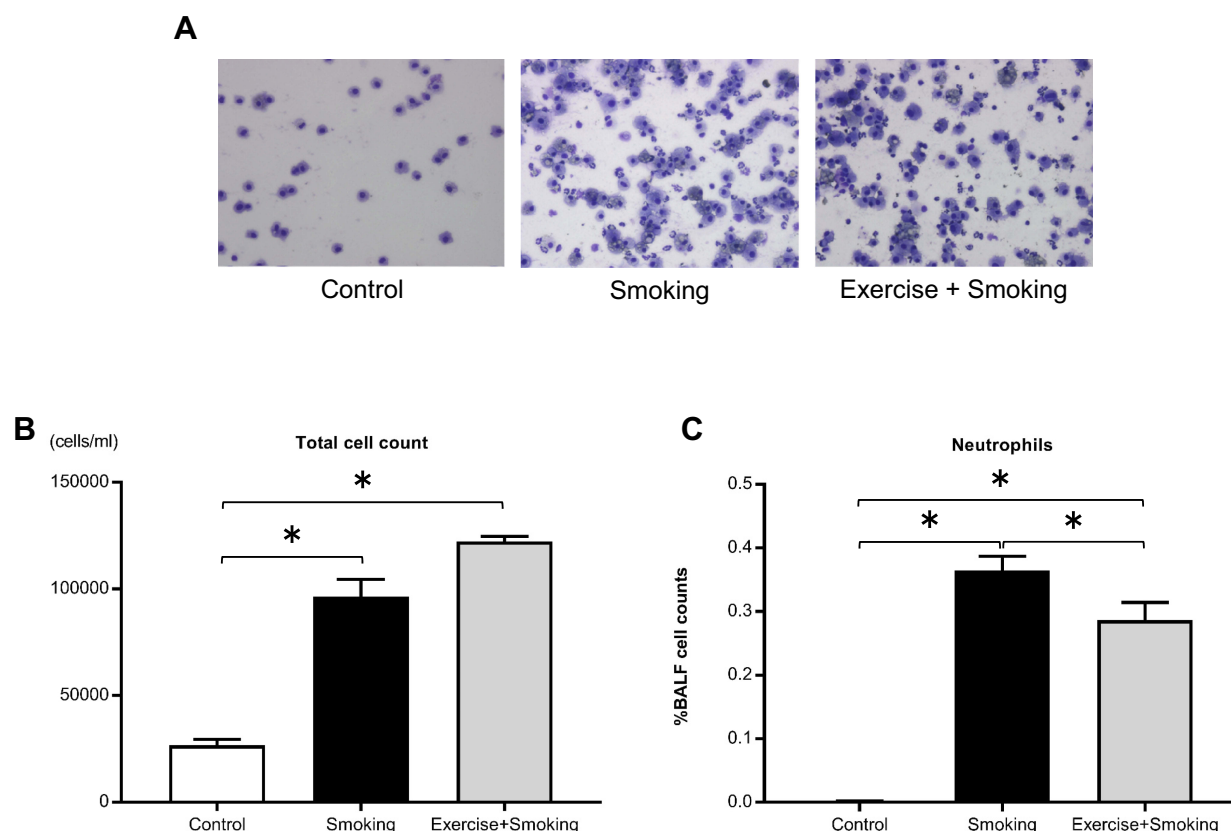 A
Control
Smoking
Exercise + Smoking
B
(cells/ml)
Total cell count
150000
*
*
100000
50000
0
Control
Smoking
Exercise+Smoking
C
Neutrophils
%BALF cell counts
0.5
*
*
*
0.4
0.3
0.2
0.1
0.0
Control
Smoking
Exercise+Smoking